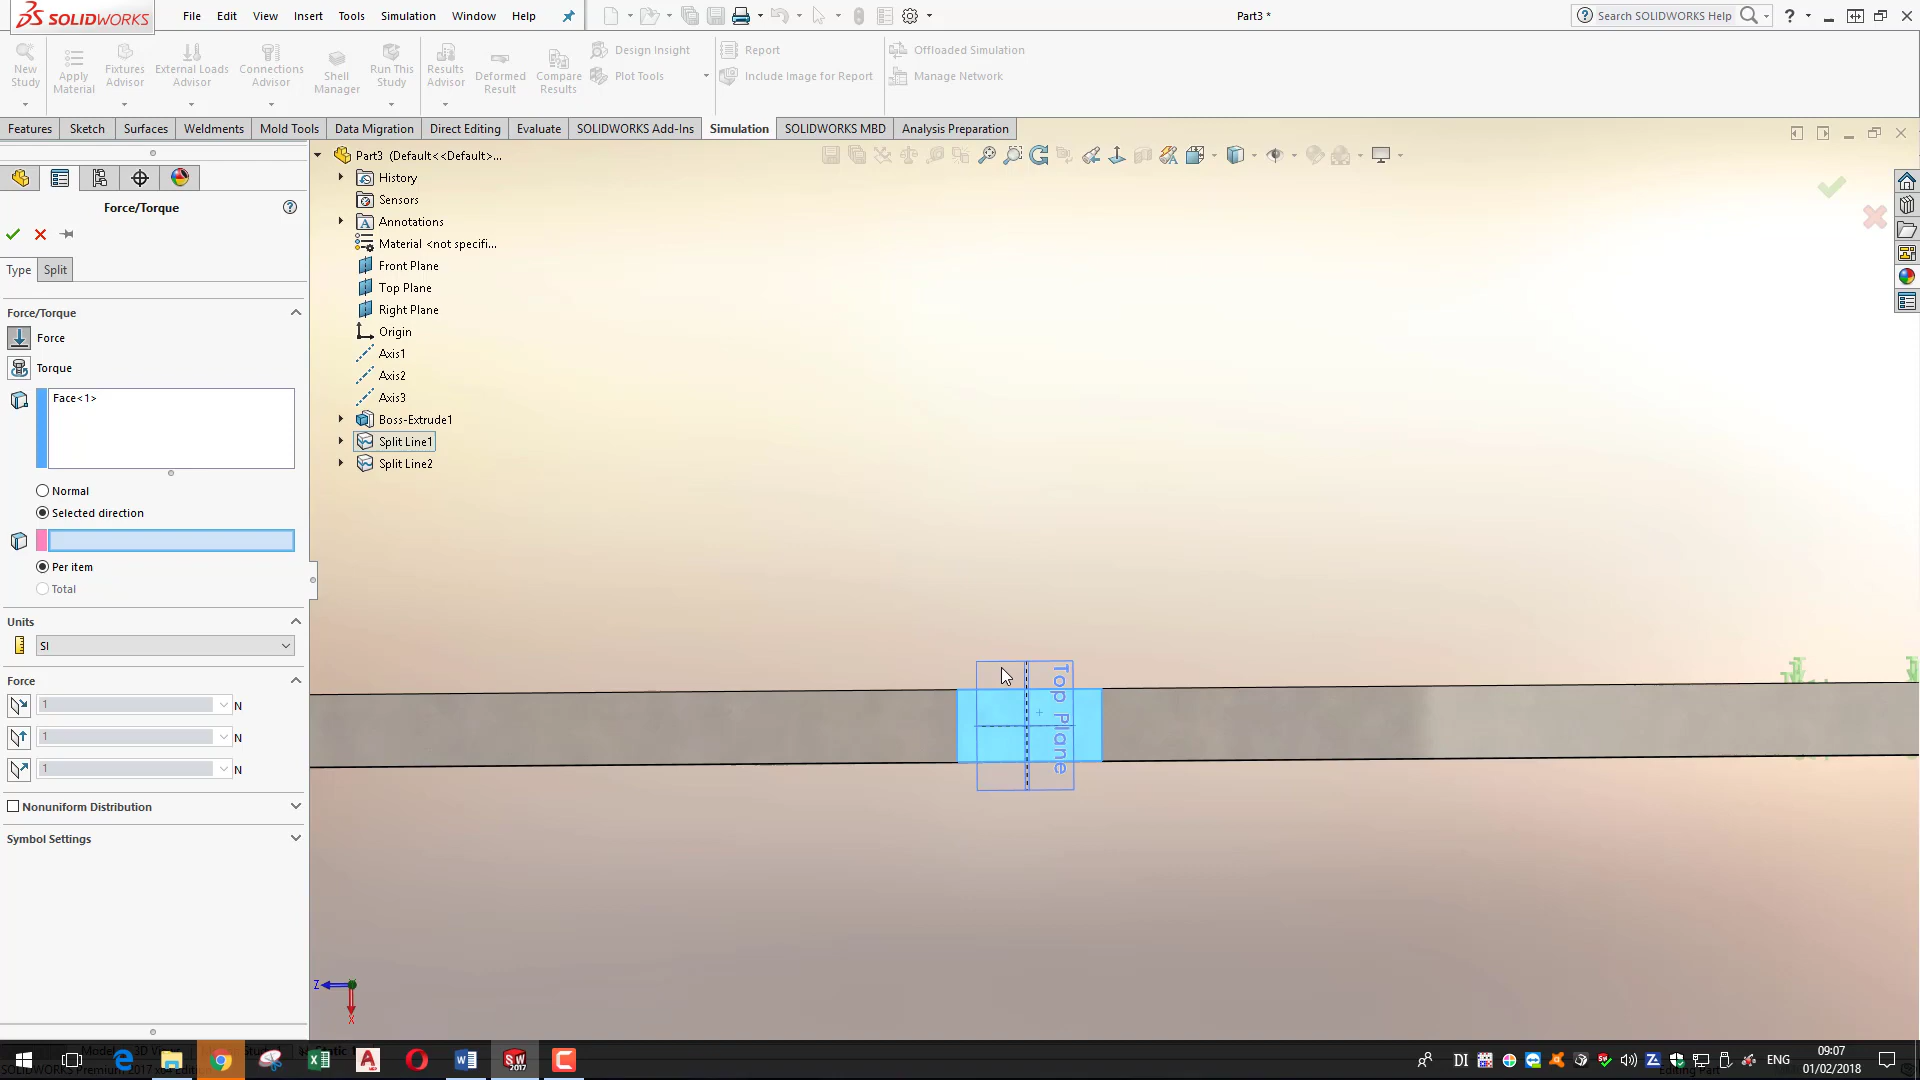 SOLIDWORKS
File Edit View Insert Tools Simulation Window Help
Part3 *
Search SOLIDWORKS Help
New Study
Apply Material
Fixtures Advisor
External Loads Advisor
Connections Advisor
Shell Manager
Run This Study
Results Advisor
Deformed Result
Compare Results
Design Insight
Plot Tools
Report
Include Image for Report
Offloaded Simulation
Manage Network
Features Sketch Surfaces Weldments Mold Tools Data Migration Direct Editing Evaluate SOLIDWORKS Add-Ins Simulation SOLIDWORKS MBD Analysis Preparation
Force/Torque
Type Split
Force/Torque
Force
Torque
Face<1>
Normal
Selected direction
Per item
Total
Units
SI
Force
1 N
1 N
1 N
Nonuniform Distribution
Symbol Settings
Part3 (Default<<Default>...
History
Sensors
Annotations
Material <not specifi...
Front Plane
Top Plane
Right Plane
Origin
Axis1
Axis2
Axis3
Boss-Extrude1
Split Line1
Split Line2
Top Plane
Z
X
ENG
09:07
01/02/2018